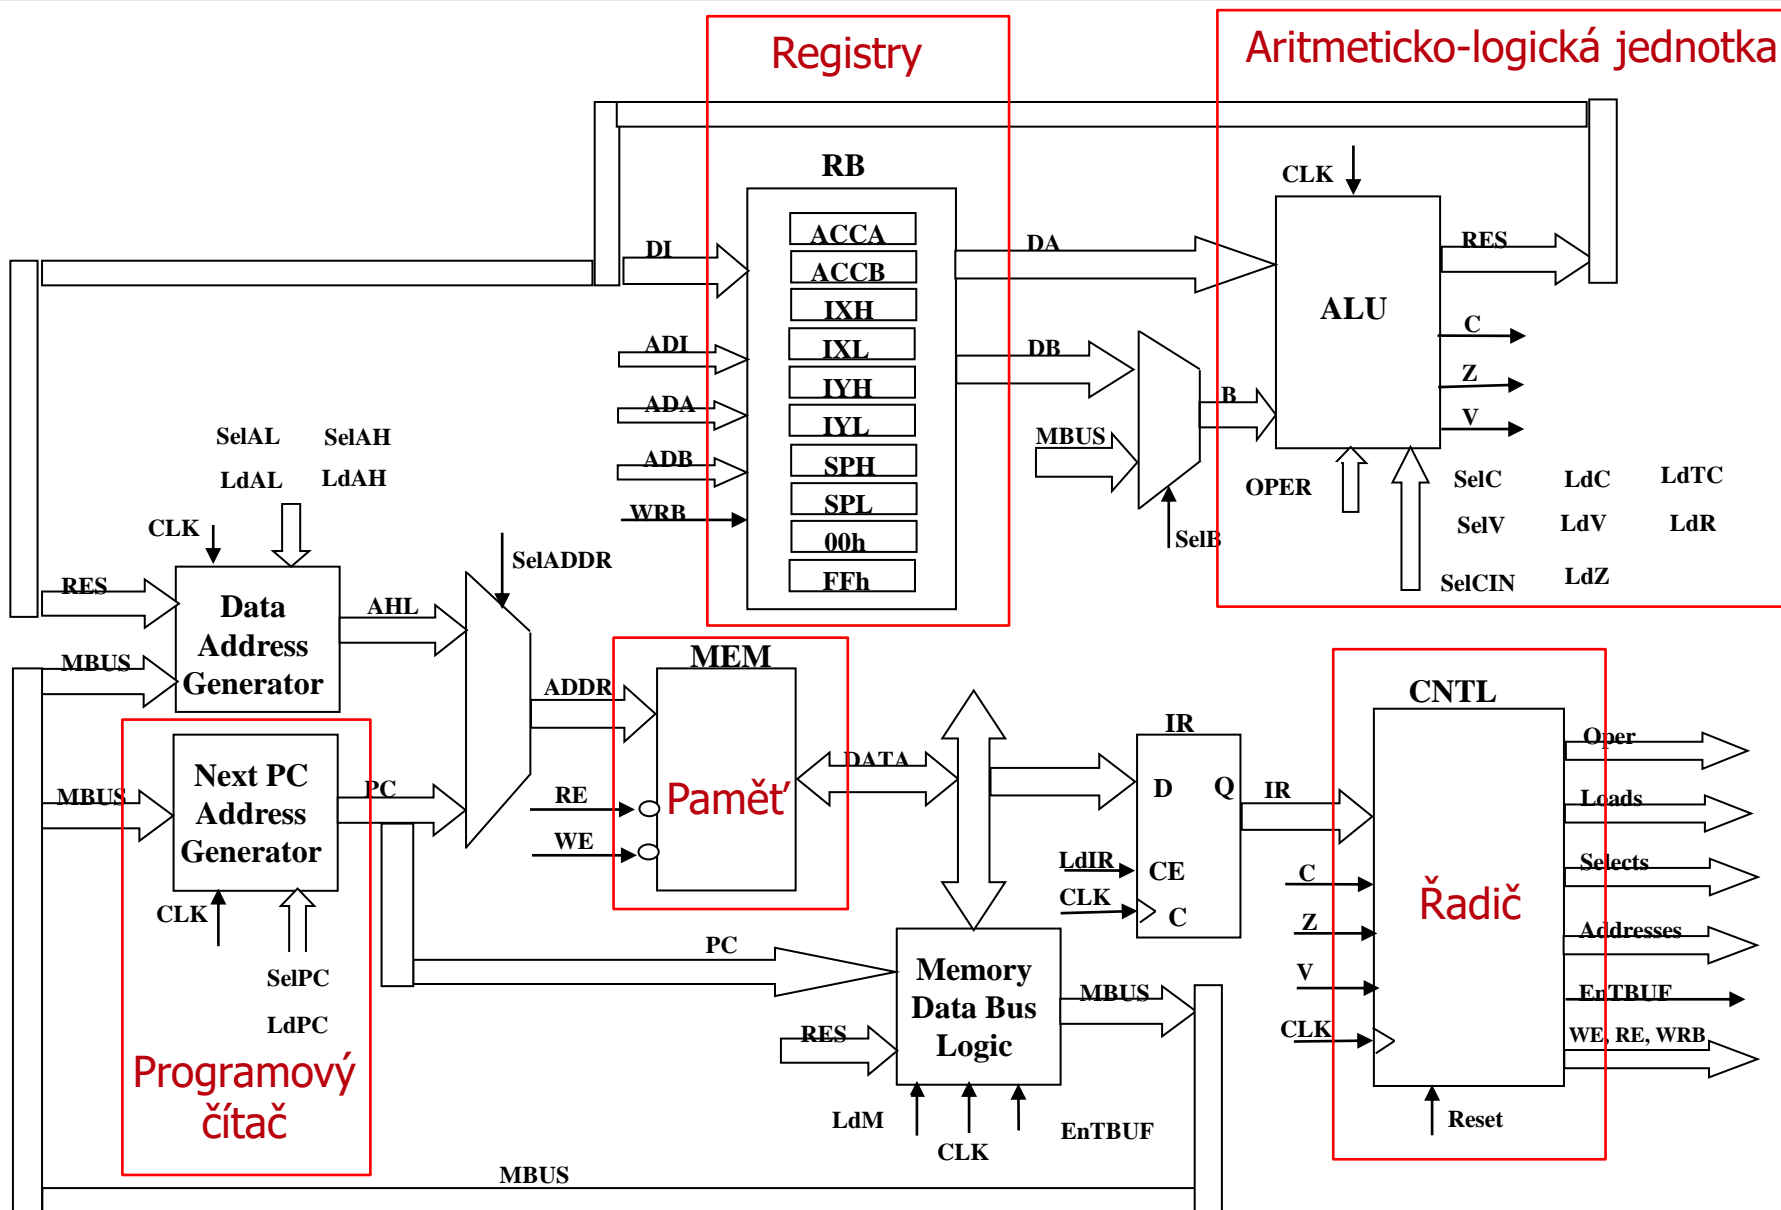 Registry
Aritmeticko-logická jednotka
RB
CLK
ACCA
DI
DA
RES
ACCB
IXH
ALU
C
ADI
IXL
DB
Z
IYH
ADA
B
IYL
V
SelAL
SelAH
MBUS
ADB
SPH
LdAL
LdAH
OPER
SelC
LdC
LdTC
SPL
WRB
CLK
SelV
LdV
LdR
00h
SelB
SelADDR
FFh
SelCIN
LdZ
RES
Data
Address
Generator
AHL
MBUS
MEM
ADDR
CNTL
IR
Oper
Next PC
Address
Generator
DATA
MBUS
PC
RE
Paměť
D
Q
IR
Loads
WE
LdIR
CE
Selects
C
CLK
CLK
C
Řadič
Z
Addresses
PC
SelPC
Memory
Data Bus
Logic
MBUS
V
EnTBUF
LdPC
RES
CLK
WE, RE, WRB
Programový
čítač
LdM
CLK
EnTBUF
Reset
MBUS